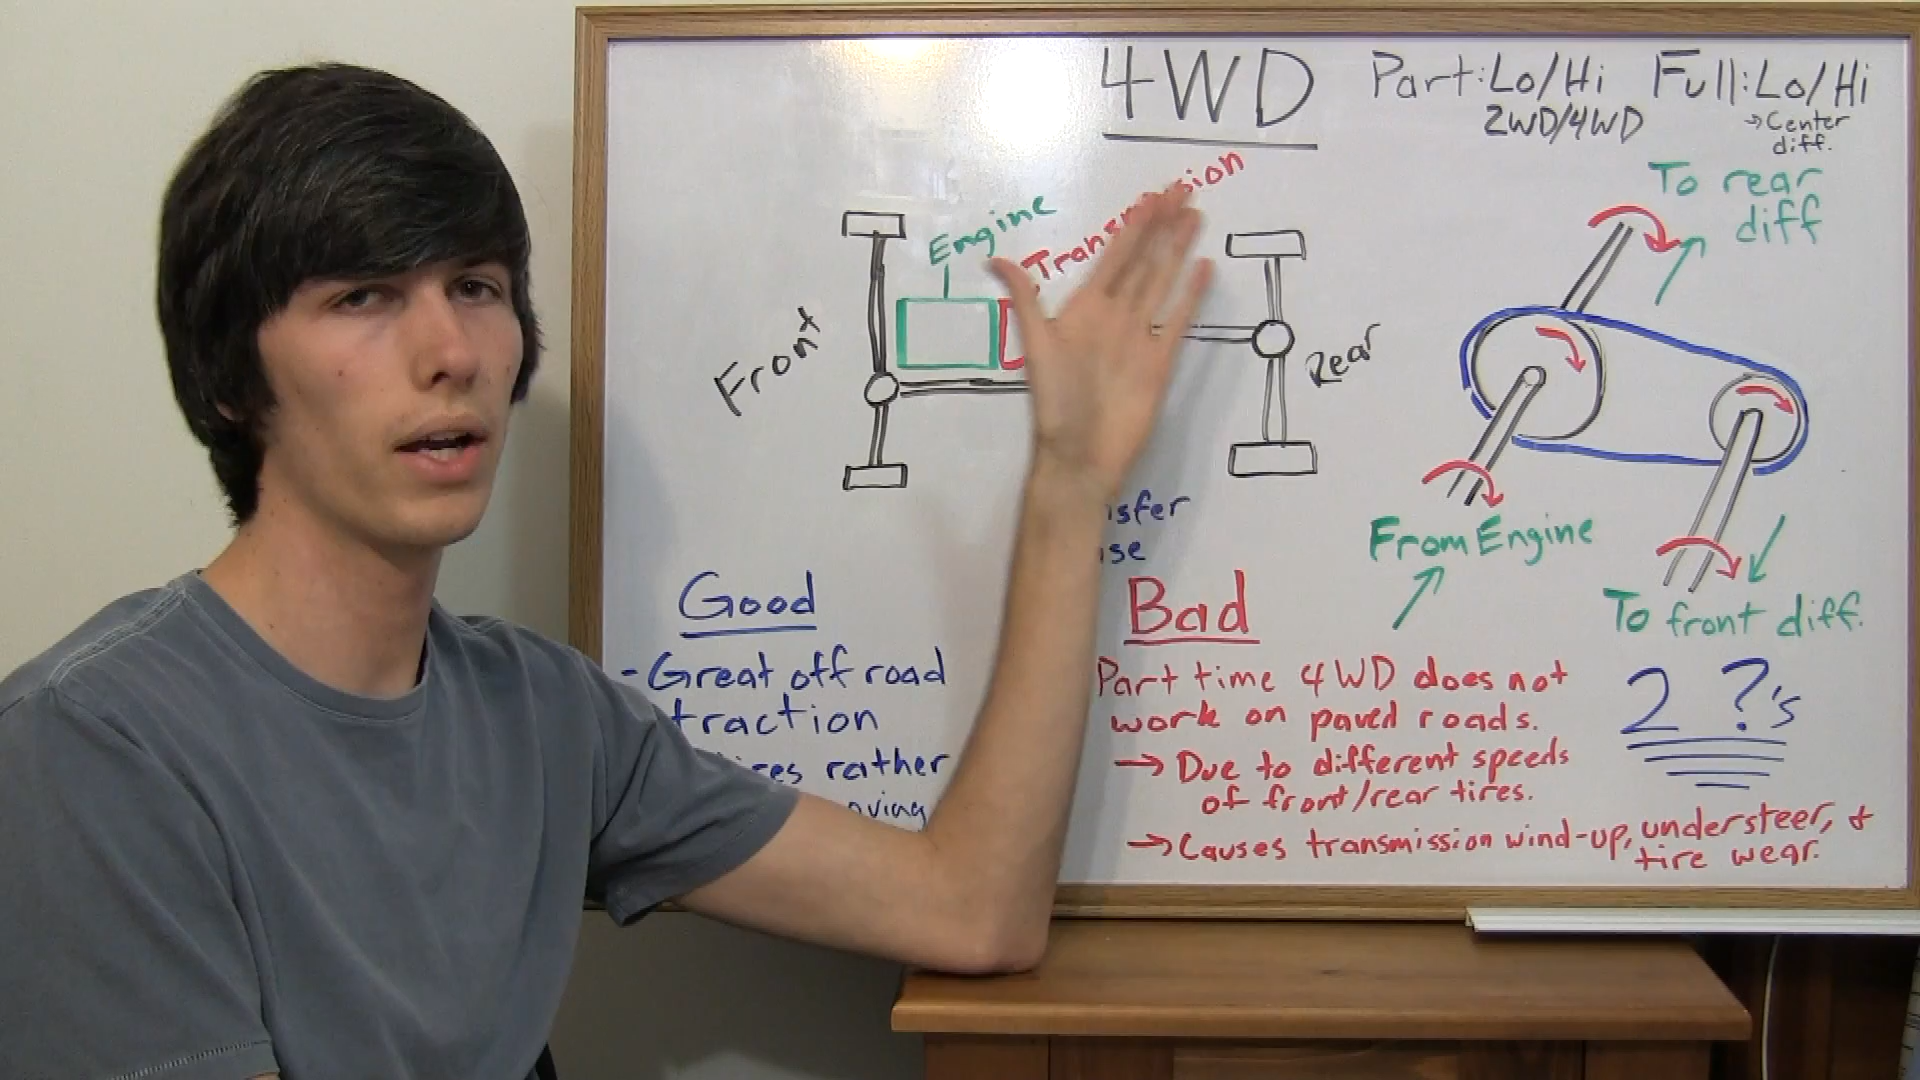 4WD
Part: Lo/Hi
2WD/4WD
Full: Lo/Hi
→ Center
diff.
Engine
Front
Rear
To rear
diff
From Engine
To front diff.
Good
- Great off road
traction
rather
Bad
Part time 4WD does not
work on paved roads.
→ Due to different speeds
of front/rear tires.
→ Causes transmission wind-up, understeer, &
tire wear.
2 ?'s